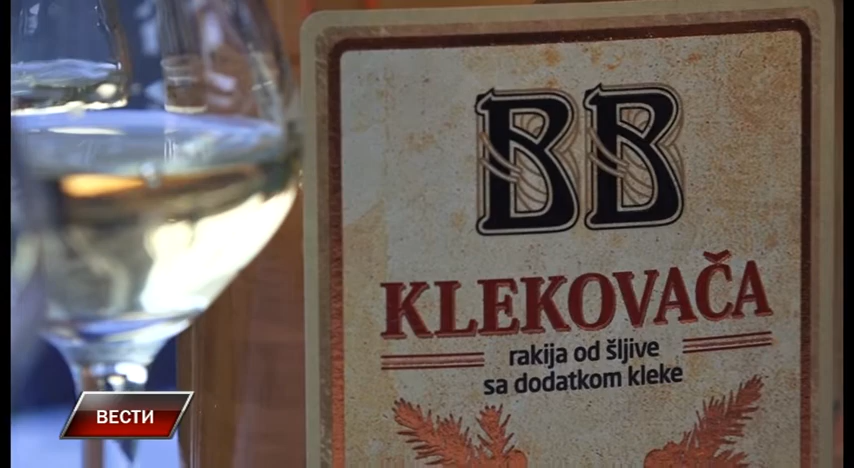 BB
KLEKOVAČA
rakija od šljive
sa dodatkom kleke
ВЕСТИ